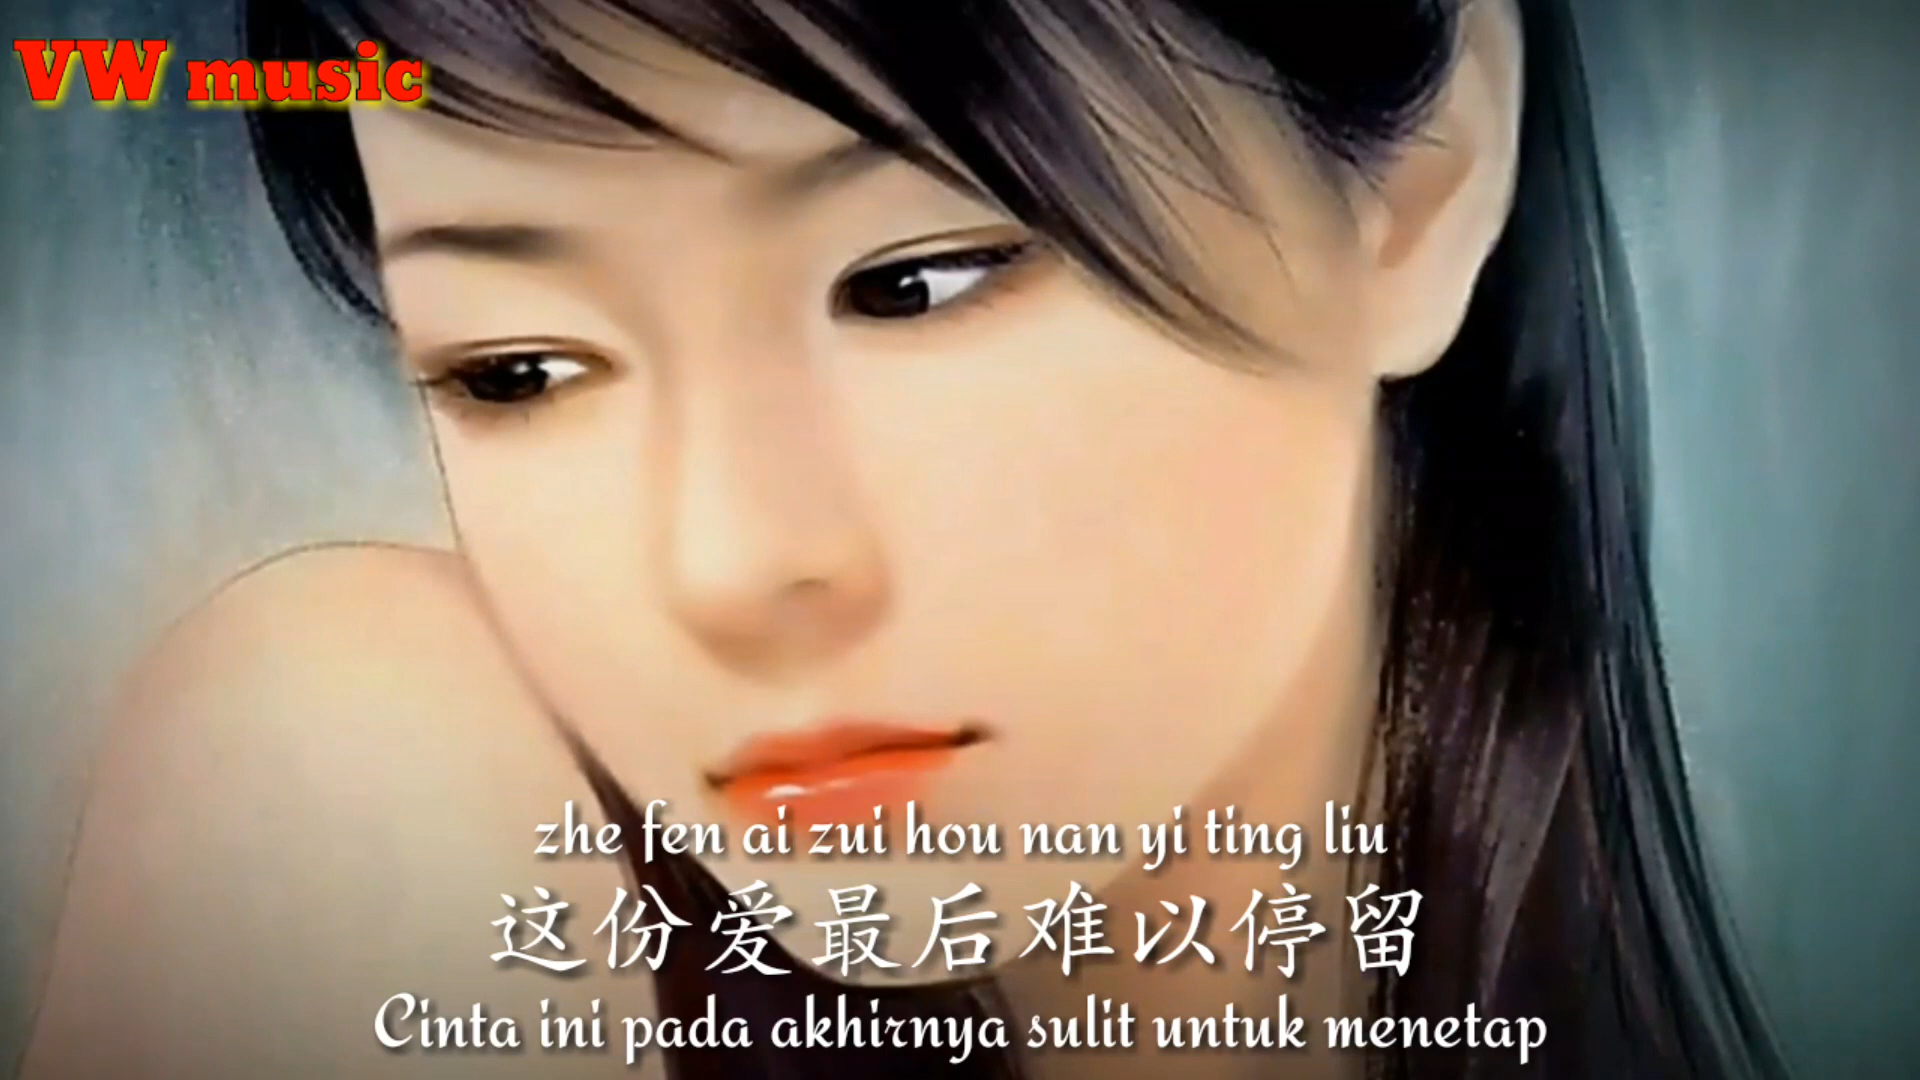 VW music
zhe fen ai zui hou nan yi ting liu
这份爱最后难以停留
Cinta ini pada akhirnya sulit untuk menetap